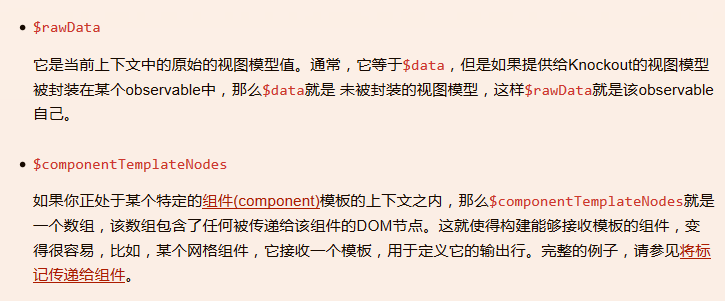 $rawData
它是当前上下文中的原始的视图模型值。通常，它等于$data，但是如果提供给Knockout的视图模型
被封装在某个observable中，那么$data就是 未被封装的视图模型，这样$rawData就是该observable
自己。
$componentTemplateNodes
如果你正处于某个特定的组件(component)模板的上下文之内，那么$componentTemplateNodes就是
一个数组，该数组包含了任何被传递给该组件的DOM节点。这就使得构建能够接收模板的组件，变
得很容易，比如，某个网格组件，它接收一个模板，用于定义它的输出行。完整的例子，请参见将标
记传递给组件。